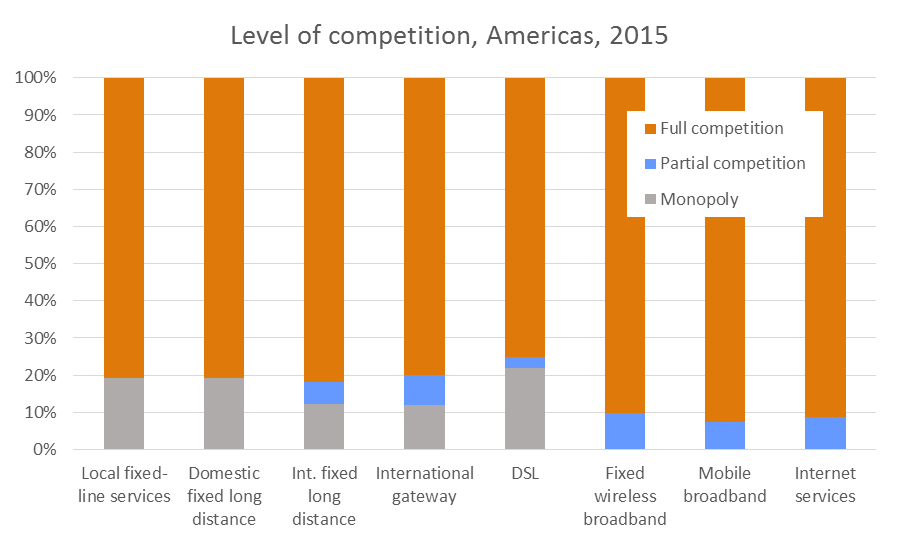 Level of competition, Americas, 2015
100%
90%
80%
70%
60%
50%
40%
30%
20%
10%
0%
Full competition
Partial competition
Monopoly
Local fixed-
line services
Domestic
fixed long
distance
Int. fixed
long
distance
International
gateway
DSL
Fixed
wireless
broadband
Mobile
broadband
Internet
services